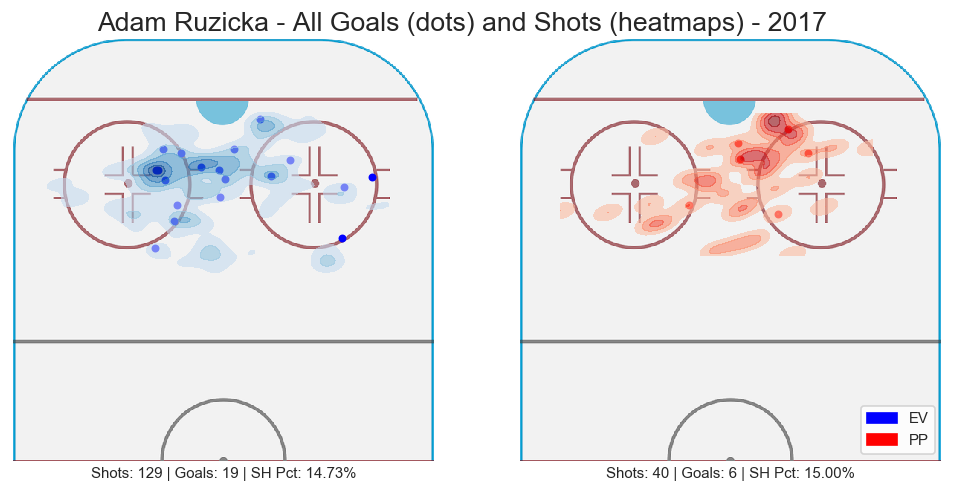 Adam Ruzicka - All Goals (dots) and Shots (heatmaps) - 2017
EV
PP
Shots: 129 | Goals: 19 | SH Pct: 14.73%
Shots: 40 | Goals: 6 | SH Pct: 15.00%